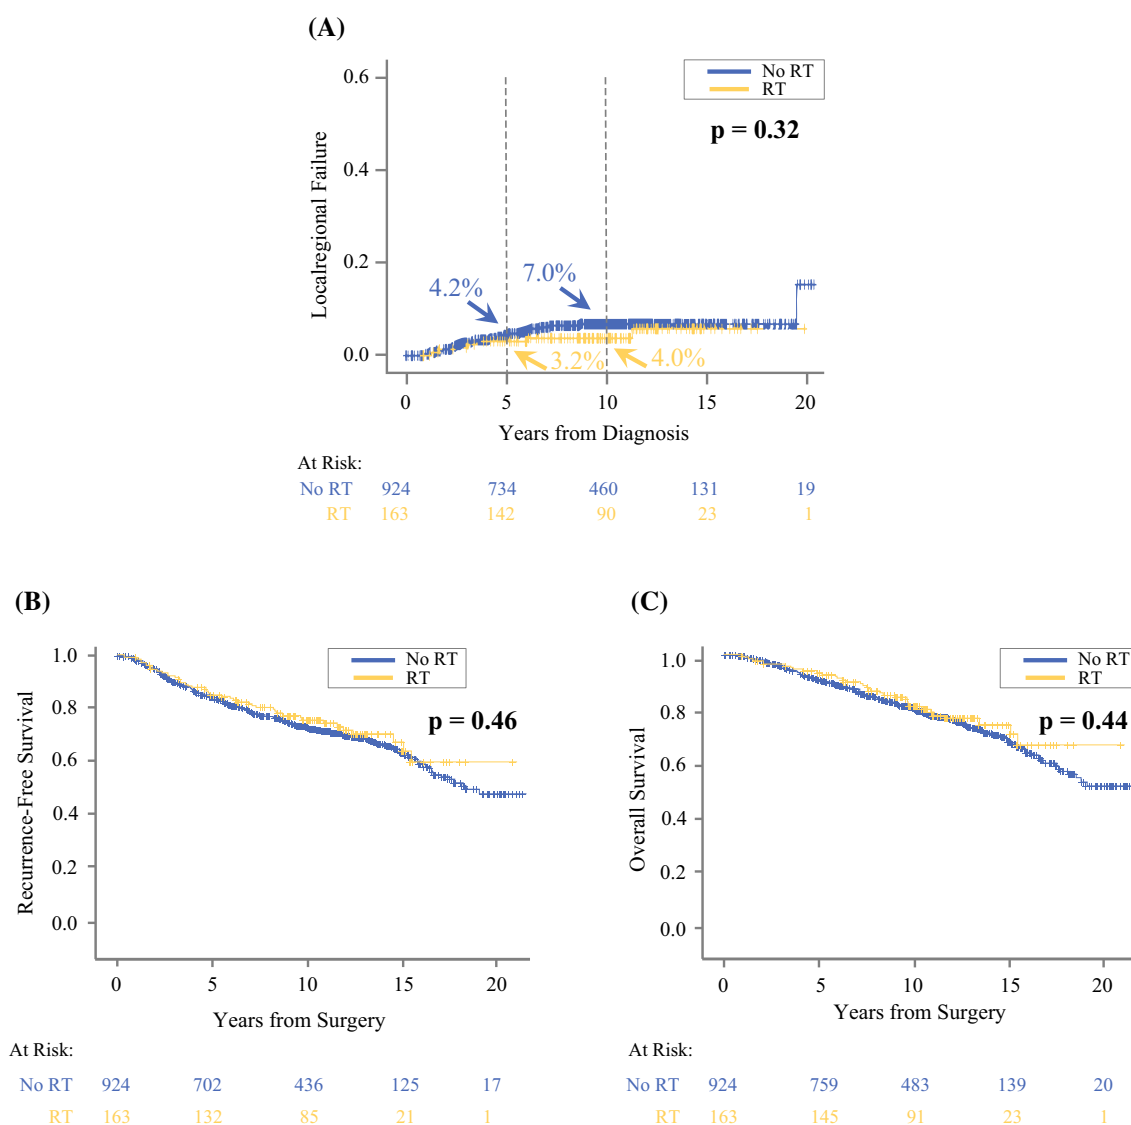 (A)
No RT
RT
p = 0.32
Localregional Failure
0.6
0.4
0.2
0.0
4.2%
7.0%
3.2%
4.0%
0 5 10 15 20
Years from Diagnosis
At Risk:
No RT 924 734 460 131 19
RT 163 142 90 23 1
(B)
No RT
RT
p = 0.46
Recurrence-Free Survival
1.0
0.8
0.6
0.4
0.2
0.0
0 5 10 15 20
Years from Surgery
At Risk:
No RT 924 702 436 125 17
RT 163 132 85 21 1
(C)
No RT
RT
p = 0.44
Overall Survival
1.0
0.8
0.6
0.4
0.2
0.0
0 5 10 15 20
Years from Surgery
At Risk:
No RT 924 759 483 139 20
RT 163 145 91 23 1